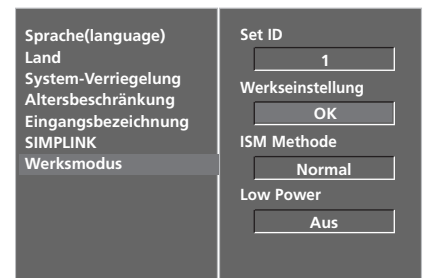 Sprache(language)
Land
System-Verriegelung
Altersbeschränkung
Eingangsbezeichnung
SIMPLINK
Werksmodus
Set ID
1
Werkseinstellung
OK
ISM Methode
Normal
Low Power
Aus